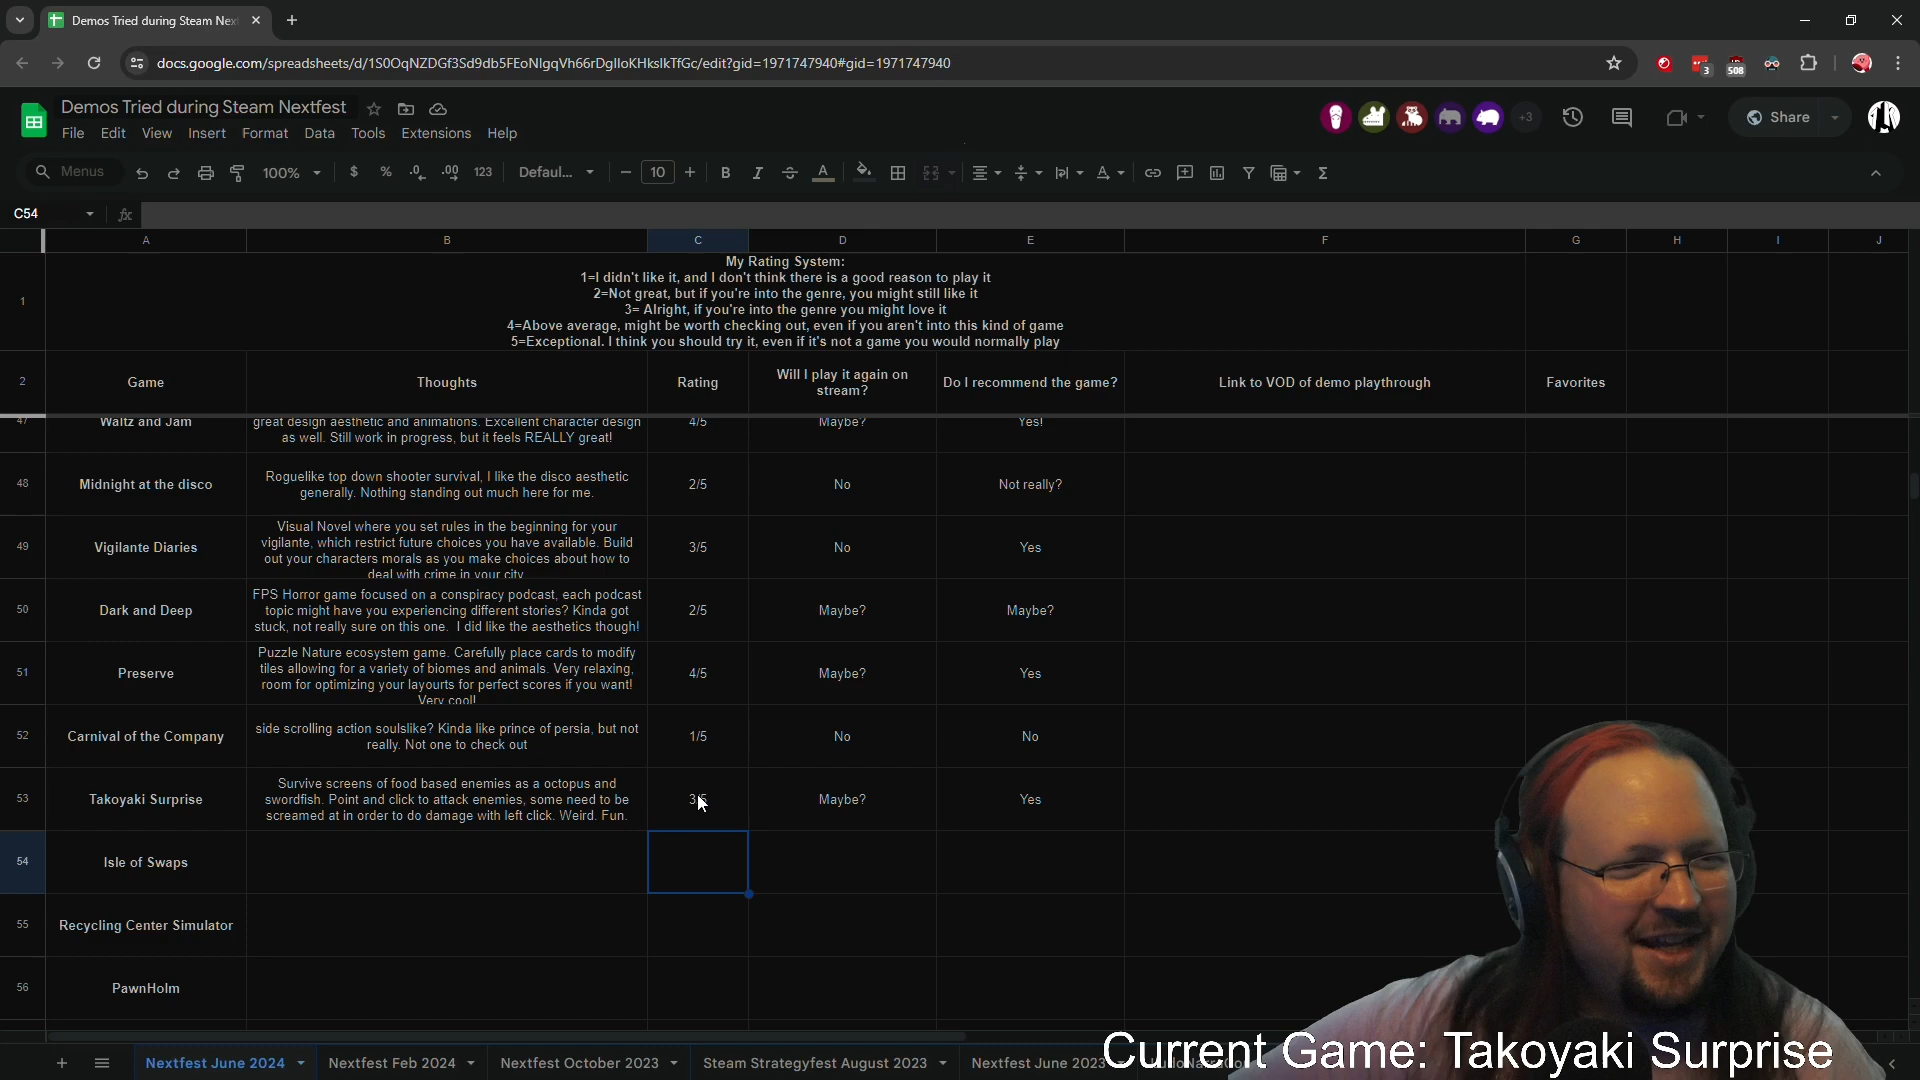 Demos Tried during Steam Nex
docs.google.com/spreadsheets/d/1S0OqNZDGf3Sd9db5FEoNlgqVh66rDglloKHkslkTfGc/edit?gid=1971747940#gid=1971747940
3
508
Demos Tried during Steam Nextfest
File Edit View Insert Format Data Tools Extensions Help
+3
Share
Menus
100%
$ % .0 .00 123
Defaul...
10
B I A
C54
fx
A B C D E F G H I J
1
My Rating System:
1=I didn't like it, and I don't think there is a good reason to play it
2=Not great, but if you're into the genre, you might still like it
3= Alright, if you're into the genre you might love it
4=Above average, might be worth checking out, even if you aren't into this kind of game
5=Exceptional. I think you should try it, even if it's not a game you would normally play
2
Game
Thoughts
Rating
Will I play it again on
stream?
Do I recommend the game?
Link to VOD of demo playthrough
Favorites
47
Waltz and Jam
great design aesthetic and animations. Excellent character design
as well. Still work in progress, but it feels REALLY great!
4/5
Maybe?
Yes!
48
Midnight at the disco
Roguelike top down shooter survival, I like the disco aesthetic
generally. Nothing standing out much here for me.
2/5
No
Not really?
49
Vigilante Diaries
Visual Novel where you set rules in the beginning for your
vigilante, which restrict future choices you have available. Build
out your characters morals as you make choices about how to
deal with crime in your city
3/5
No
Yes
50
Dark and Deep
FPS Horror game focused on a conspiracy podcast, each podcast
topic might have you experiencing different stories? Kinda got
stuck, not really sure on this one. I did like the aesthetics though!
2/5
Maybe?
Maybe?
51
Preserve
Puzzle Nature ecosystem game. Carefully place cards to modify
tiles allowing for a variety of biomes and animals. Very relaxing,
room for optimizing your layourts for perfect scores if you want!
Very cool!
4/5
Maybe?
Yes
52
Carnival of the Company
side scrolling action soulslike? Kinda like prince of persia, but not
really. Not one to check out
1/5
No
No
53
Takoyaki Surprise
Survive screens of food based enemies as a octopus and
swordfish. Point and click to attack enemies, some need to be
screamed at in order to do damage with left click. Weird. Fun.
3/5
Maybe?
Yes
54
Isle of Swaps
55
Recycling Center Simulator
56
PawnHolm
Nextfest June 2024
Nextfest Feb 2024
Nextfest October 2023
Steam Strategyfest August 2023
Nextfest June 2023
Current Game: Takoyaki Surprise